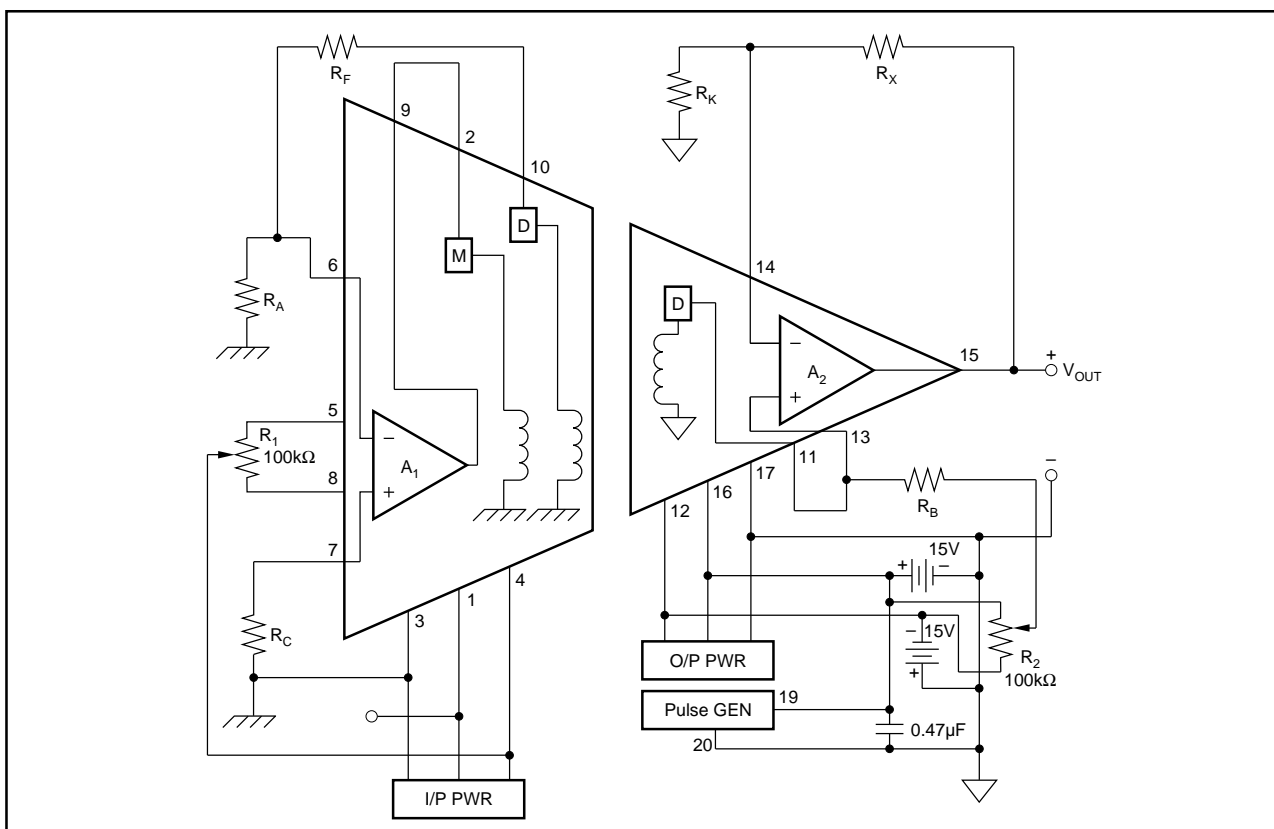 R_F
9
2
10
D
M
6
R_A
5
R_1
100kΩ
8
−
A_1
+
7
R_C
3
1
4
I/P PWR
R_K
R_X
14
D
−
A_2
+
15
+
V_OUT
−
13
11
17
16
12
R_B
15V
+
−
−
15V
+
R_2
100kΩ
O/P PWR
Pulse GEN
19
20
0.47µF